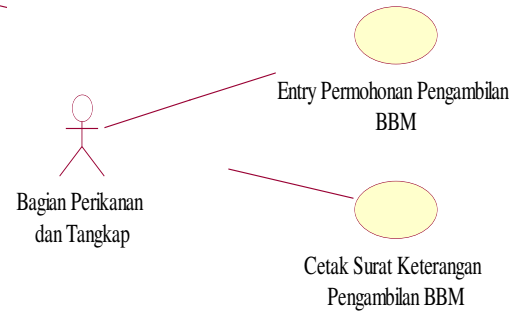 Entry Permohonan Pengambilan
BBM
Bagian Perikanan
dan Tangkap
Cetak Surat Keterangan
Pengambilan BBM